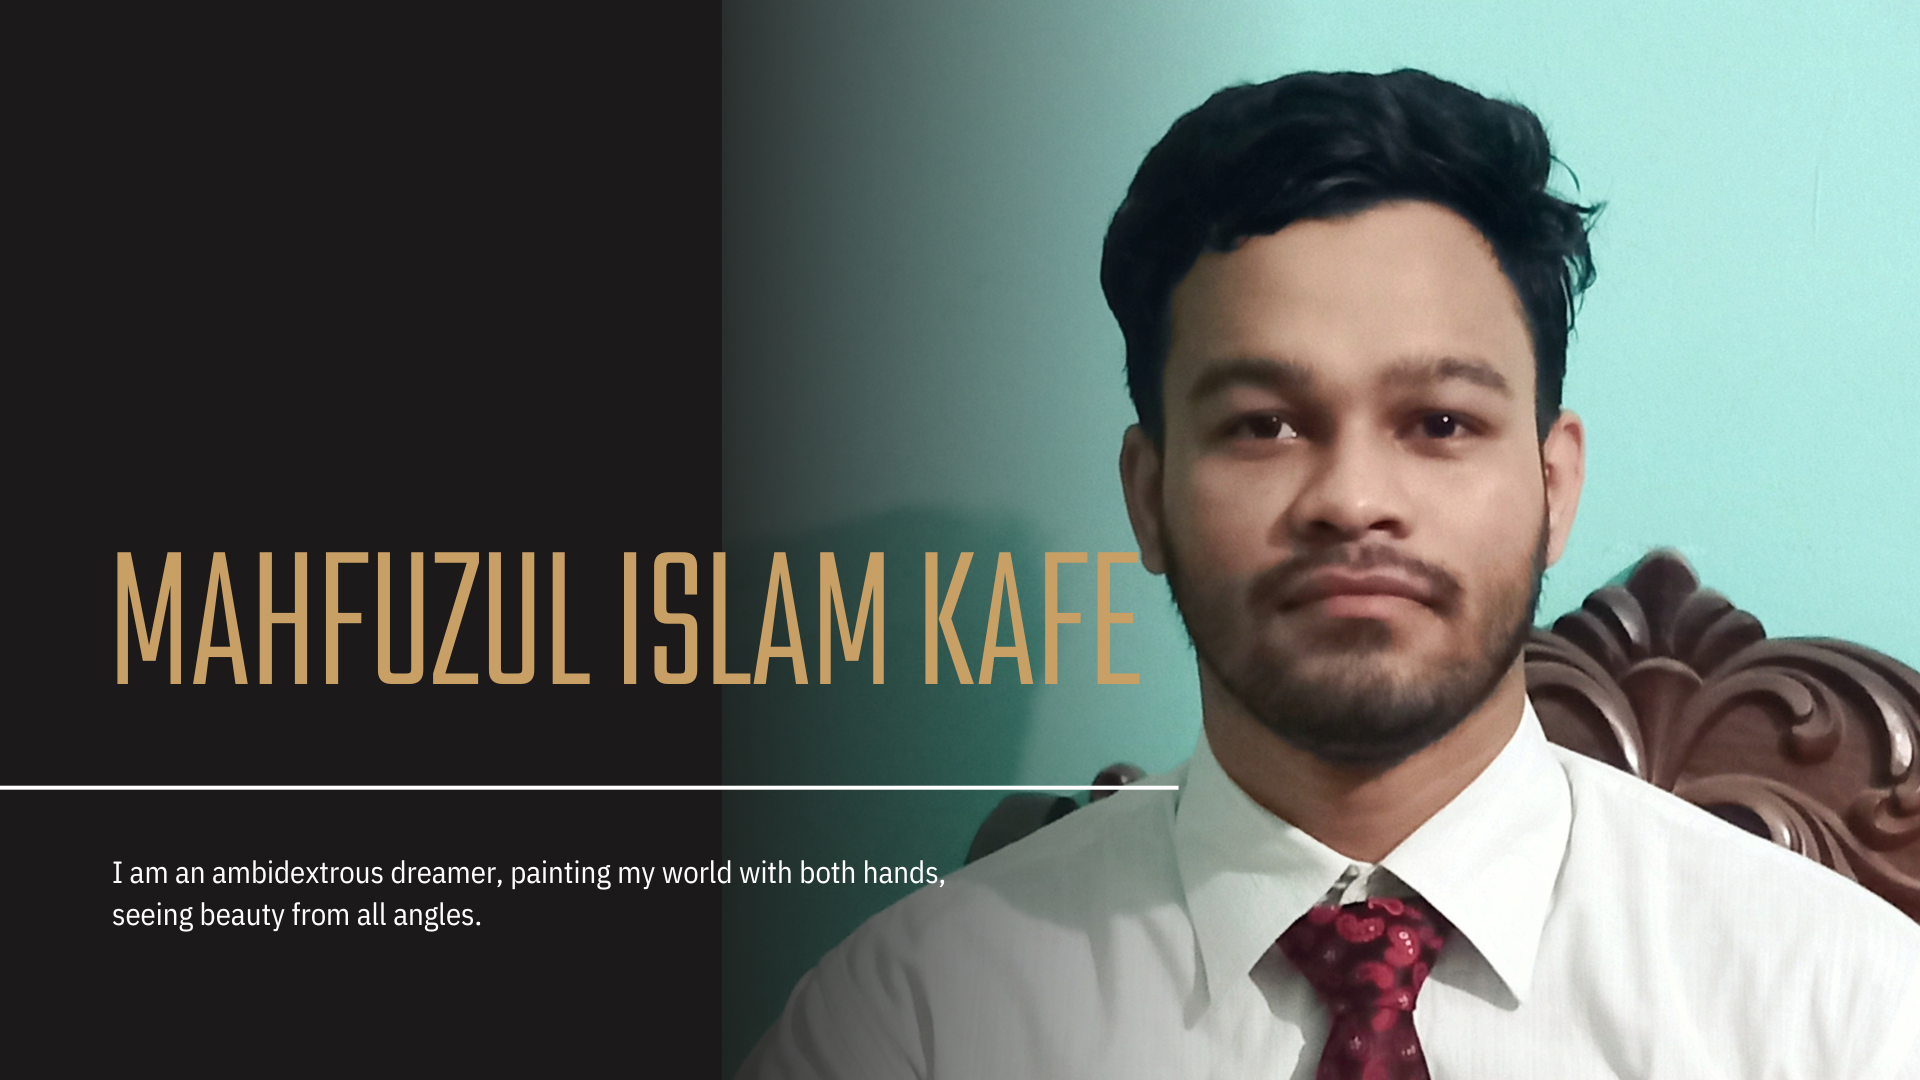 MAHFUZUL ISLAM KAFE
I am an ambidextrous dreamer, painting my world with both hands,
seeing beauty from all angles.